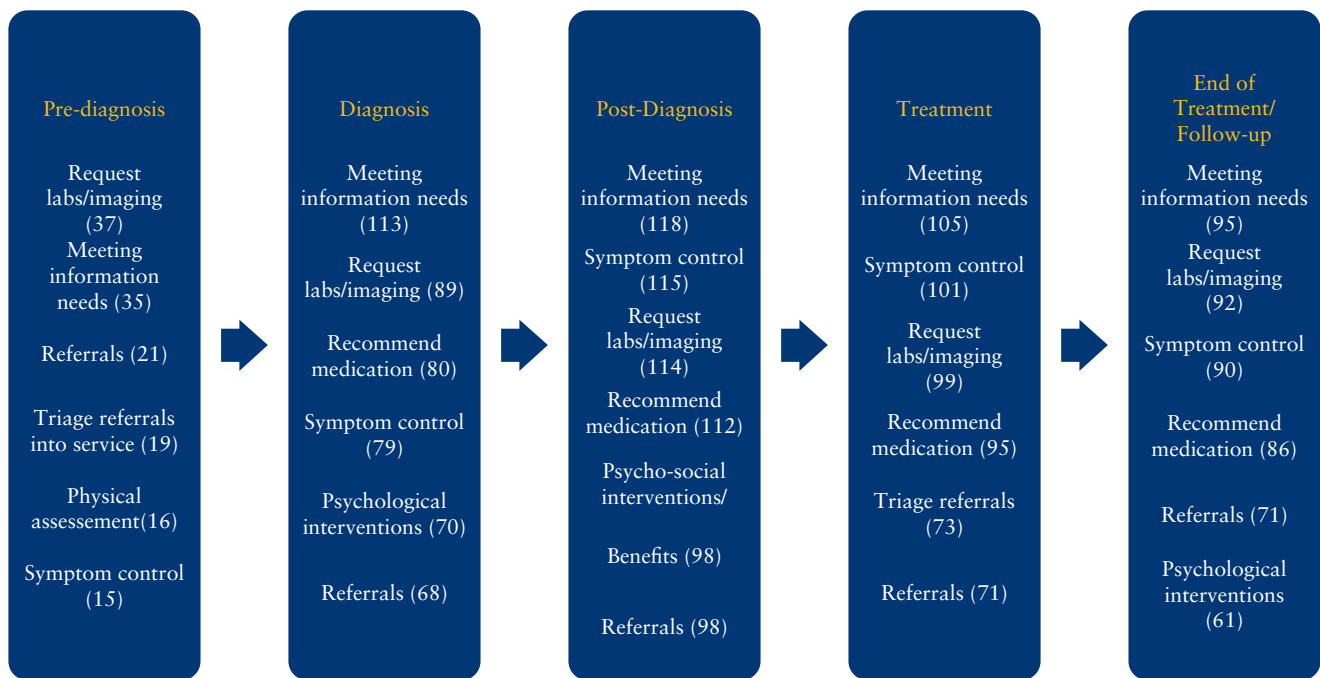 Pre-diagnosis
Request
labs/imaging
(37)
Meeting
information
needs (35)
Referrals (21)
Triage referrals
into service (19)
Physical
assessement(16)
Symptom control
(15)
Diagnosis
Meeting
information needs
(113)
Request
labs/imaging (89)
Recommend
medication (80)
Symptom control
(79)
Psychological
interventions (70)
Referrals (68)
Post-Diagnosis
Meeting
information needs
(118)
Symptom control
(115)
Request
labs/imaging
(114)
Recommend
medication (112)
Psycho-social
interventions/
Benefits (98)
Referrals (98)
Treatment
Meeting
information needs
(105)
Symptom control
(101)
Request
labs/imaging
(99)
Recommend
medication (95)
Triage referrals
(73)
Referrals (71)
End of
Treatment/
Follow-up
Meeting
information needs
(95)
Request
labs/imaging
(92)
Symptom control
(90)
Recommend
medication (86)
Referrals (71)
Psychological
interventions
(61)